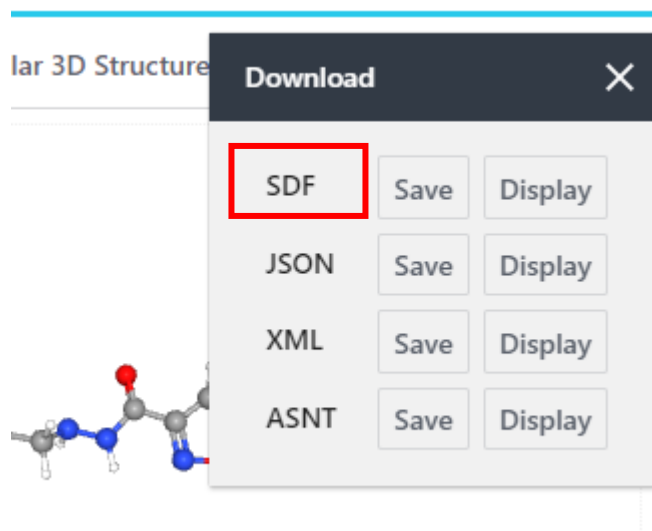 lar 3D Structure
Download
SDF Save Display
JSON Save Display
XML Save Display
ASNT Save Display